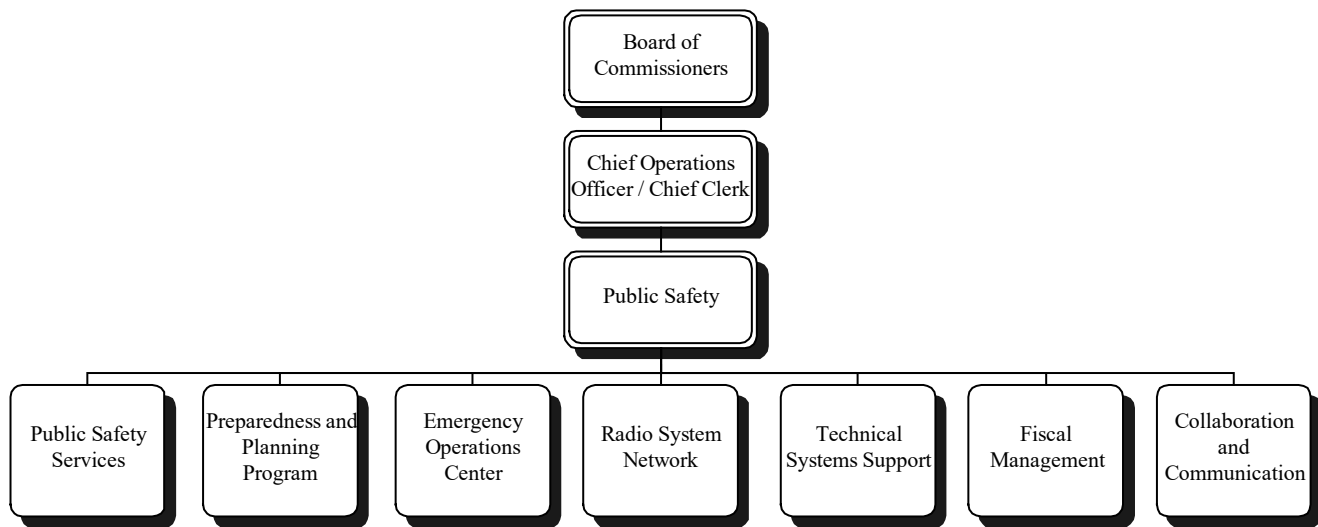 Board of
Commissioners
Chief Operations
Officer / Chief Clerk
Public Safety
Public Safety
Services
Preparedness and
Planning
Program
Emergency
Operations
Center
Radio System
Network
Technical
Systems Support
Fiscal
Management
Collaboration
and
Communication